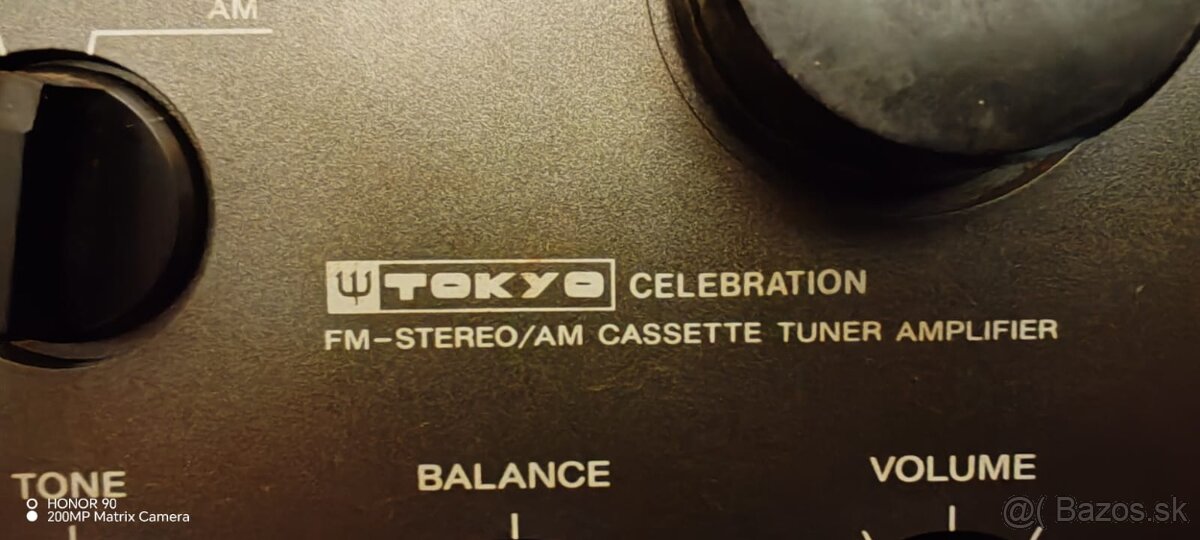 AM
TOKYO CELEBRATION
FM-STEREO/AM CASSETTE TUNER AMPLIFIER
TONE BALANCE VOLUME
HONOR 90
200MP Matrix Camera
@( Bazos.sk